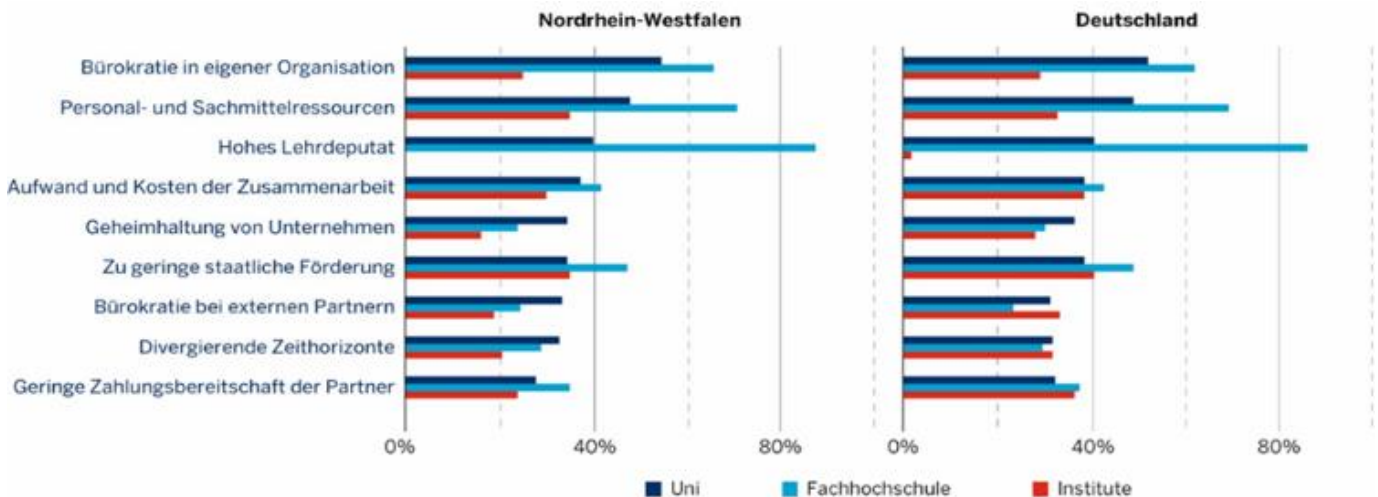 Nordrhein-Westfalen Deutschland
Bürokratie in eigener Organisation
Personal- und Sachmittelressourcen
Hohes Lehrdeputat
Aufwand und Kosten der Zusammenarbeit
Geheimhaltung von Unternehmen
Zu geringe staatliche Förderung
Bürokratie bei externen Partnern
Divergierende Zeithorizonte
Geringe Zahlungsbereitschaft der Partner
0% 40% 80% 0% 40% 80%
Uni Fachhochschule Institute